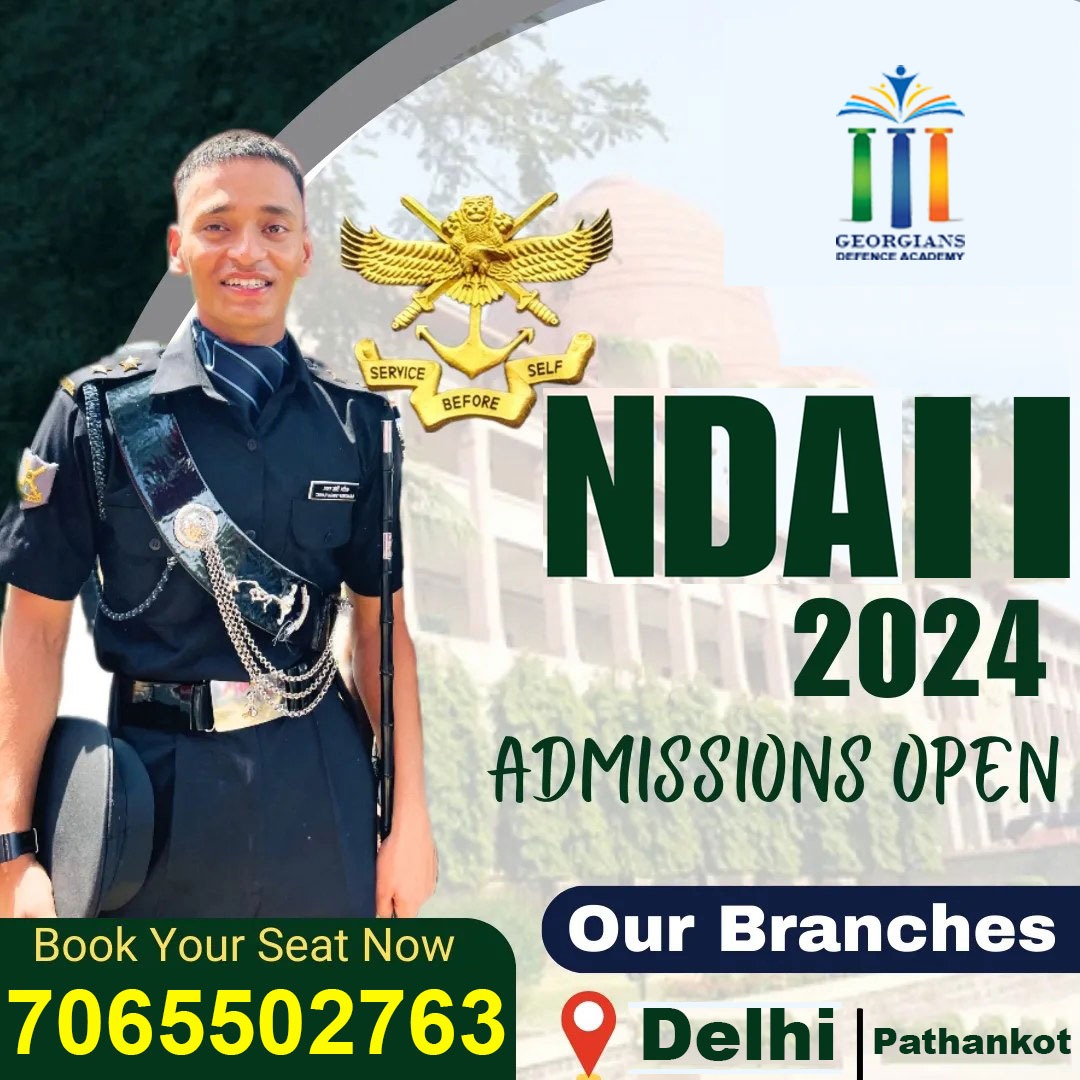 GEORGIANS
DEFENCE ACADEMY
SERVICE
BEFORE
SELF
NDA II
2024
ADMISSIONS OPEN
Our Branches
Book Your Seat Now
7065502763
Delhi | Pathankot